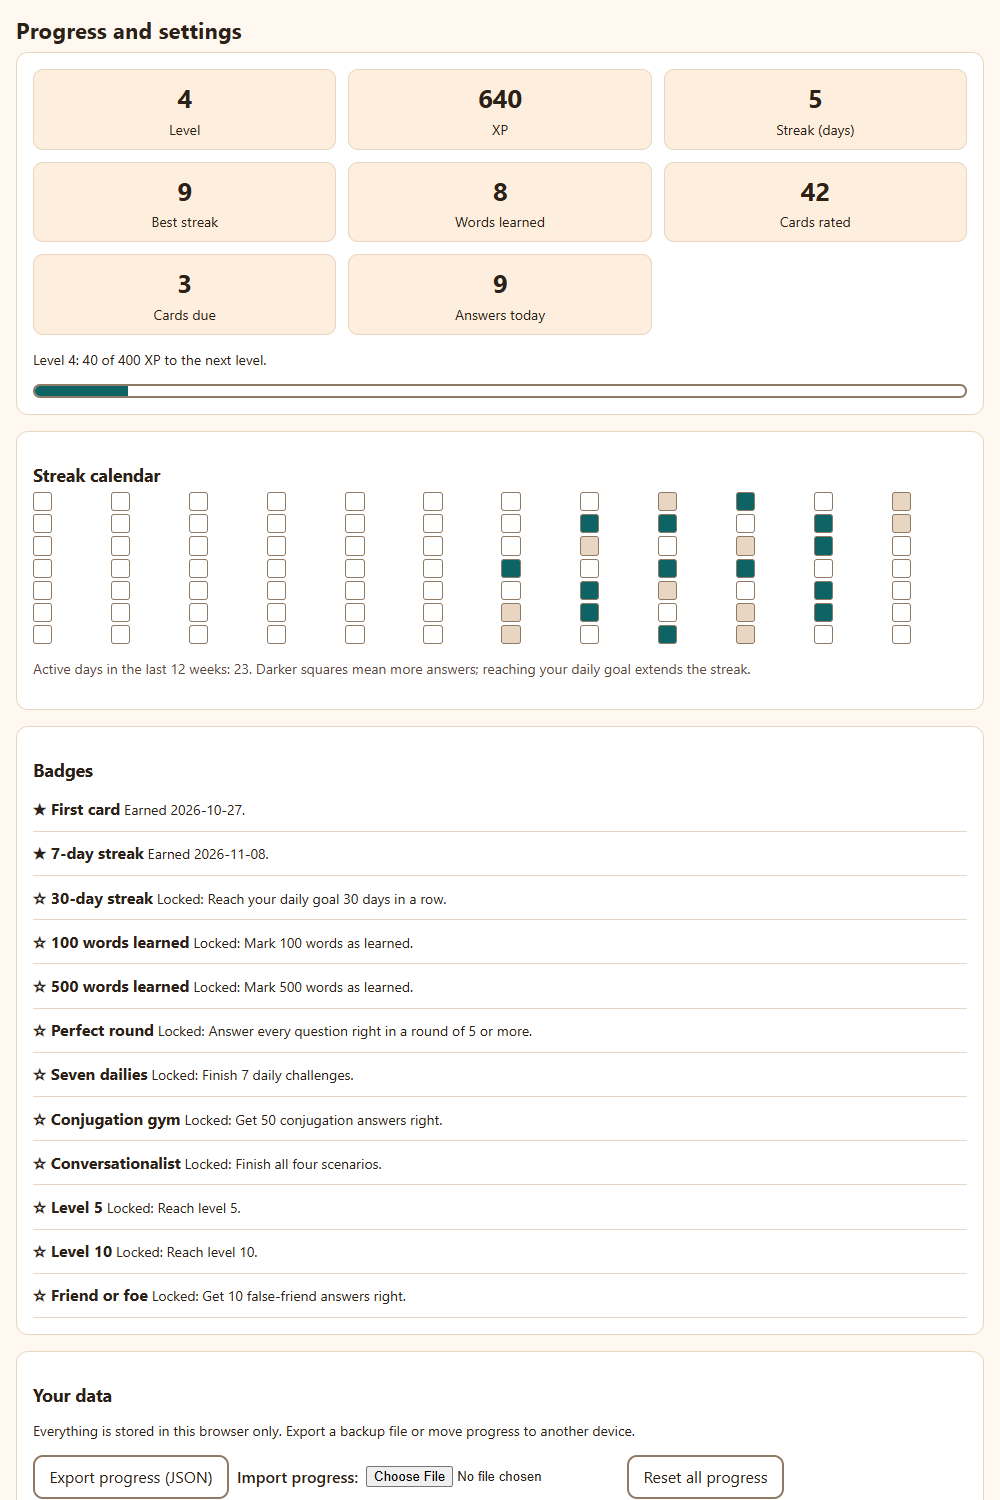 Progress and settings
4
Level
640
XP
5
Streak (days)
9
Best streak
8
Words learned
42
Cards rated
3
Cards due
9
Answers today
Level 4: 40 of 400 XP to the next level.
Streak calendar
Active days in the last 12 weeks: 23. Darker squares mean more answers; reaching your daily goal extends the streak.
Badges
★ First card Earned 2026-10-27.
★ 7-day streak Earned 2026-11-08.
☆ 30-day streak Locked: Reach your daily goal 30 days in a row.
☆ 100 words learned Locked: Mark 100 words as learned.
☆ 500 words learned Locked: Mark 500 words as learned.
☆ Perfect round Locked: Answer every question right in a round of 5 or more.
☆ Seven dailies Locked: Finish 7 daily challenges.
☆ Conjugation gym Locked: Get 50 conjugation answers right.
☆ Conversationalist Locked: Finish all four scenarios.
☆ Level 5 Locked: Reach level 5.
☆ Level 10 Locked: Reach level 10.
☆ Friend or foe Locked: Get 10 false-friend answers right.
Your data
Everything is stored in this browser only. Export a backup file or move progress to another device.
Export progress (JSON) Import progress: Choose File No file chosen Reset all progress